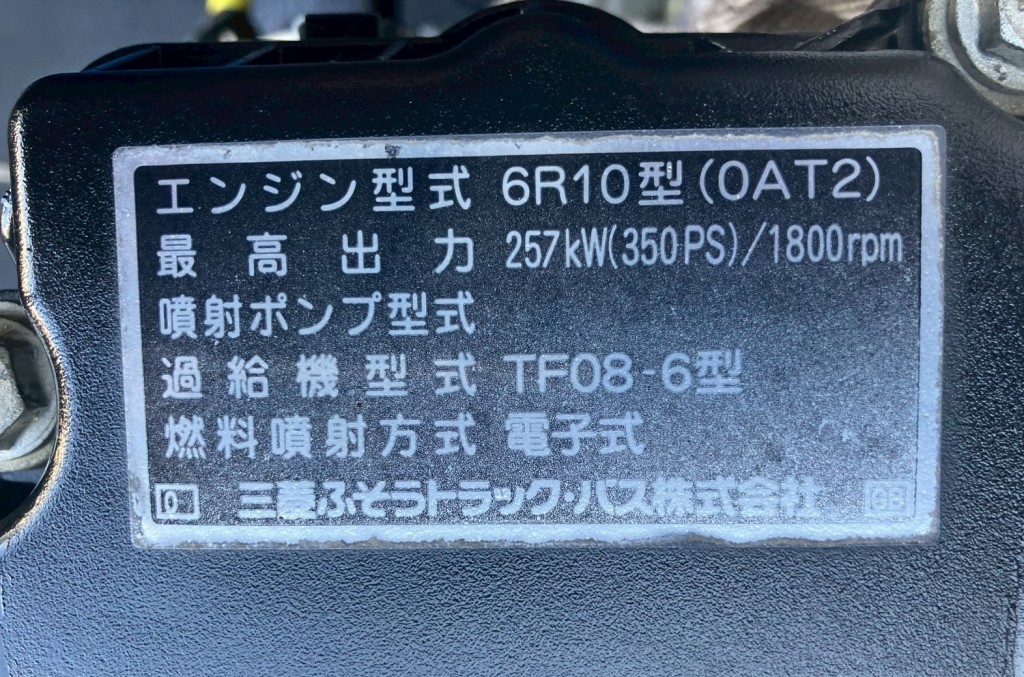 エンジン型式 6R10型(0AT2)
最高出力 257kW(350PS)/1800rpm
噴射ポンプ型式
過給機型式 TF08-6型
燃料噴射方式 電子式
三菱ふそうトラック・バス株式会社